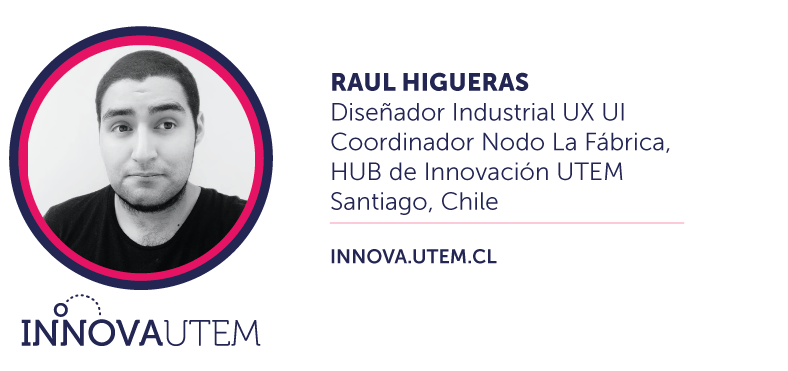 RAUL HIGUERAS
Diseñador Industrial UX UI
Coordinador Nodo La Fábrica,
HUB de Innovación UTEM
Santiago, Chile
INNOVA.UTEM.CL
INNOVAUTEM